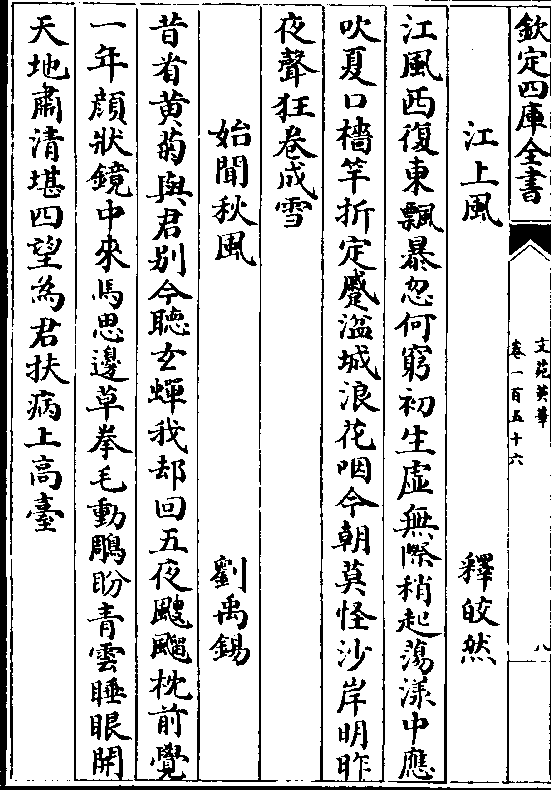 欽定四庫全書
文苑英華
卷一百五十六
八
江上風 釋皎然
江風西復東飄暴忽何窮初生虛無際稍起蕩漾中應
吹夏口檣竿折定蹙湓城浪花咽今朝莫怪沙岸明昨
夜聲狂卷成雪
始聞秋風 劉禹錫
昔㸔黄菊與君别今聴玄蟬我却回五夜颼飀枕前覺
一年顔狀鏡中來馬思邊草拳毛動鵰盼青雲睡眼開
天地肅清堪四望為君扶病上高臺